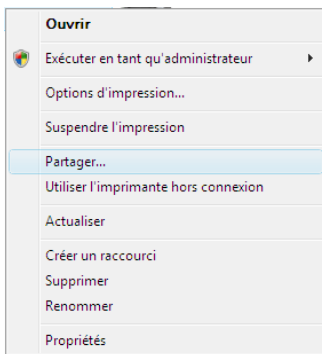 Ouvrir
Exécuter en tant qu'administrateur
Options d'impression...
Suspendre l'impression
Partager...
Utiliser l'imprimante hors connexion
Actualiser
Créer un raccourci
Supprimer
Renommer
Propriétés